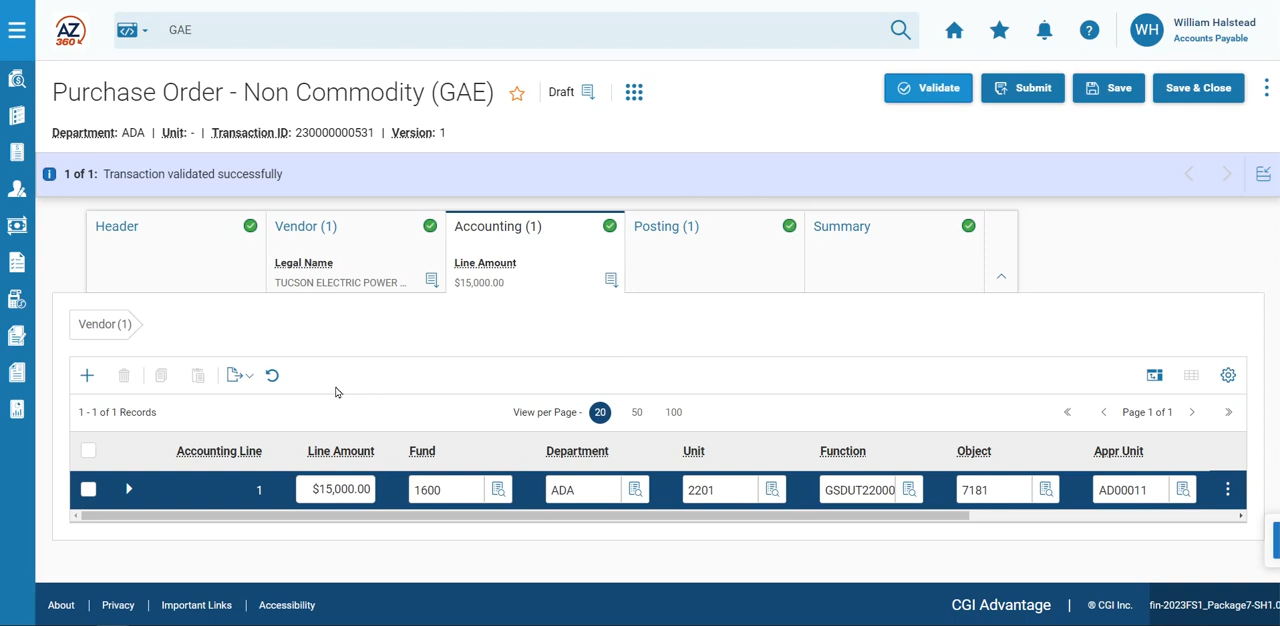 AZ
360
GAE
WH
William Halstead
Accounts Payable
Purchase Order - Non Commodity (GAE)
Draft
Validate
Submit
Save
Save & Close
Department: ADA | Unit: - | Transaction ID: 230000000531 | Version: 1
1 of 1: Transaction validated successfully
Header
Vendor (1)
Accounting (1)
Posting (1)
Summary
Legal Name
Line Amount
TUCSON ELECTRIC POWER ...
$15,000.00
Vendor (1)
1 - 1 of 1 Records
View per Page - 20 50 100
Page 1 of 1
Accounting Line Line Amount Fund Department Unit Function Object Appr Unit
1 $15,000.00 1600 ADA 2201 GSDUT22000 7181 AD00011
About | Privacy | Important Links | Accessibility
CGI Advantage | © CGI Inc. fin-2023FS1_Package7-SH1.0